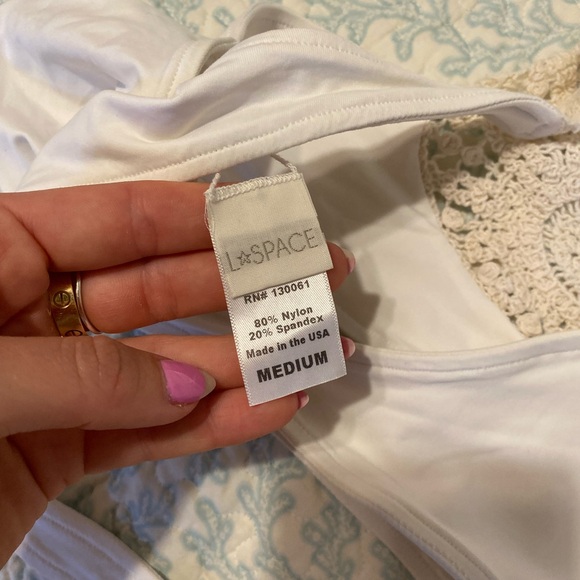 L☆SPACE
RN# 130061
80% Nylon
20% Spandex
Made in the USA
MEDIUM